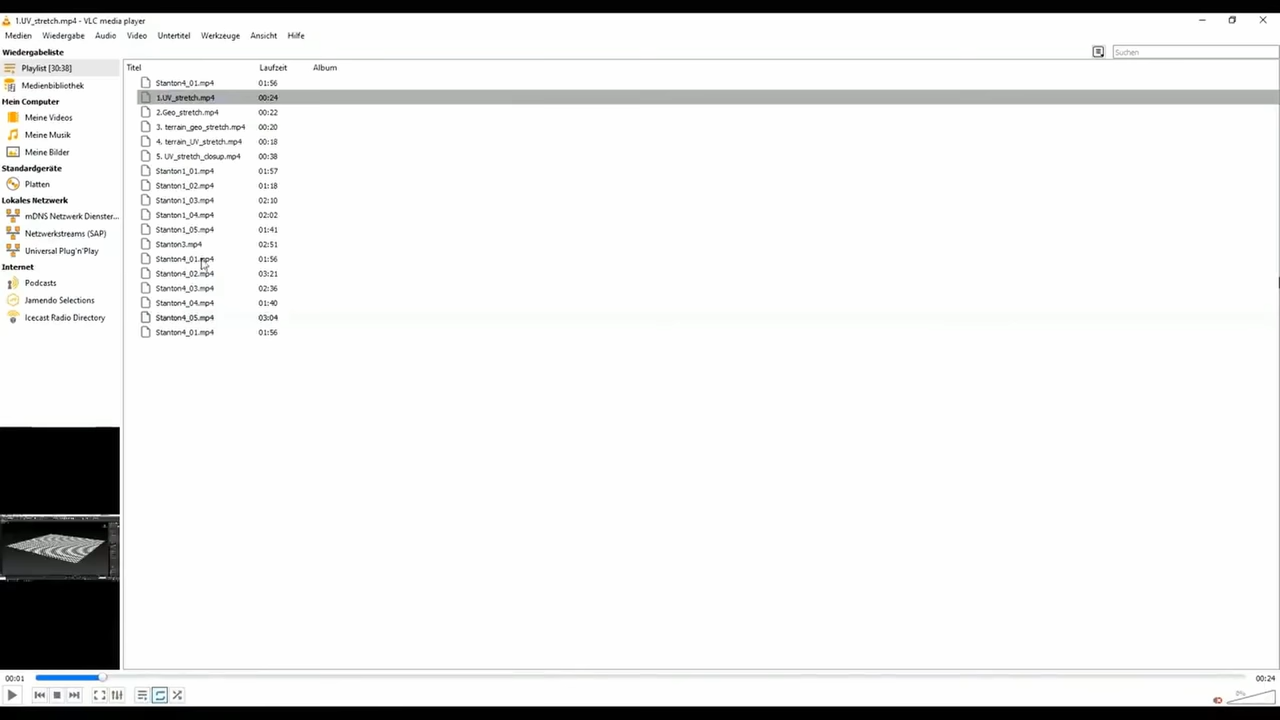 1.UV_stretch.mp4 - VLC media player
Medien Wiedergabe Audio Video Untertitel Werkzeuge Ansicht Hilfe
Wiedergabeliste
Suchen
Playlist [30:38]
Medienbibliothek
Mein Computer
Meine Videos
Meine Musik
Meine Bilder
Standardgeräte
Platten
Lokales Netzwerk
mDNS Netzwerk Dienster...
Netzwerkstreams (SAP)
Universal Plug'n'Play
Internet
Podcasts
Jamendo Selections
Icecast Radio Directory
Titel Laufzeit Album
Stanton4_01.mp4 01:56
1.UV_stretch.mp4 00:24
2.Geo_stretch.mp4 00:22
3. terrain_geo_stretch.mp4 00:20
4. terrain_UV_stretch.mp4 00:18
5. UV_stretch_closup.mp4 00:38
Stanton1_01.mp4 01:57
Stanton1_02.mp4 01:18
Stanton1_03.mp4 02:10
Stanton1_04.mp4 02:02
Stanton1_05.mp4 01:41
Stanton3.mp4 02:51
Stanton4_01.mp4 01:56
Stanton4_02.mp4 03:21
Stanton4_03.mp4 02:36
Stanton4_04.mp4 01:40
Stanton4_05.mp4 03:04
Stanton4_01.mp4 01:56
00:01 00:24
0%